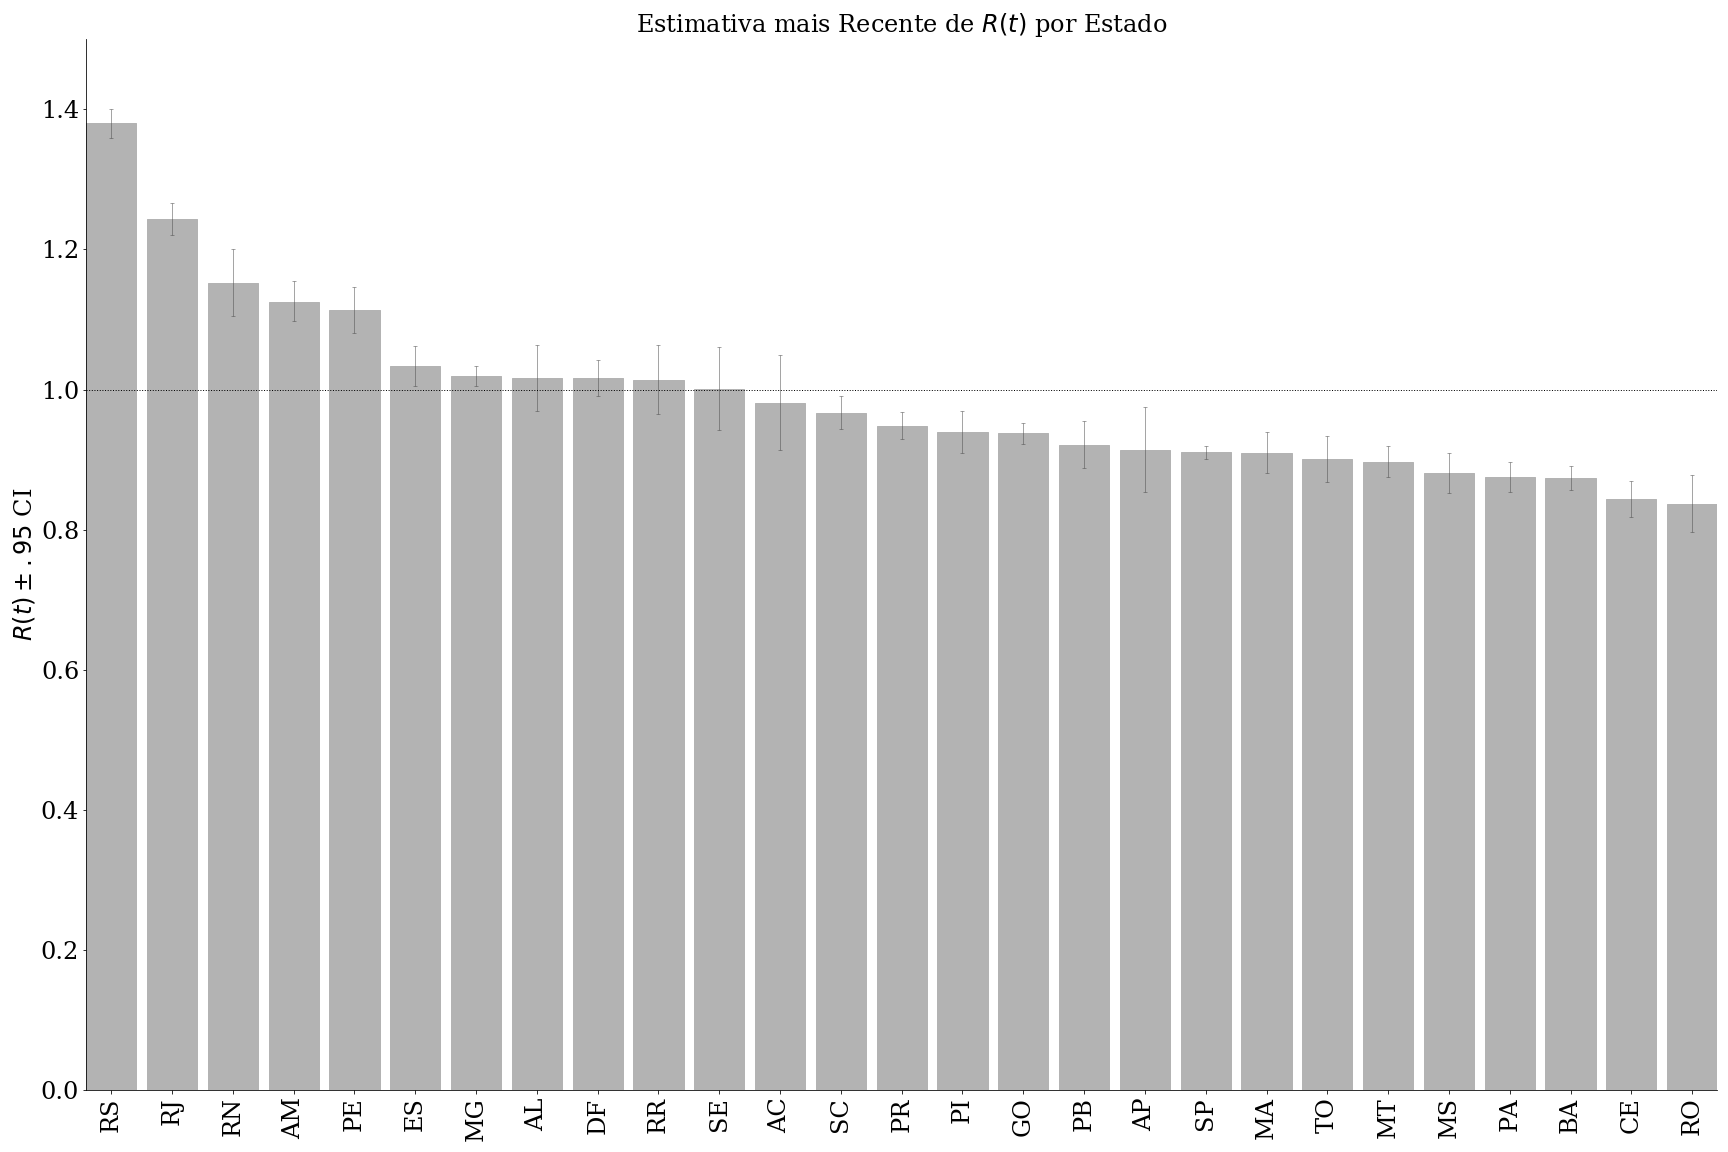 Estimativa mais Recente de R(t) por Estado
R(t) ± .95 CI
1.4
1.2
1.0
0.8
0.6
0.4
0.2
0.0
RS RJ RN AM PE ES MG AL DF RR SE AC SC PR PI GO PB AP SP MA TO MT MS PA BA CE RO